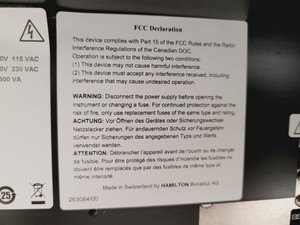 FCC Declaration
This device complies with Part 15 of the FCC Rules and the Radio
Interference Regulations of the Canadian DOC.
Operation is subject to the following two conditions:
(1) This device may not cause harmful interference.
(2) This device must accept any interference received, including
interference that may cause undesired operation.
0V 115 VAC
0V 230 VAC
800 VA
WARNING: Disconnect the power supply before opening the
instrument or changing a fuse. For continued protection against the
risk of fire, only use replacement fuses of the same type and rating.
ACHTUNG: Vor Öffnen des Gerätes oder Sicherungswechsel
Netzstecker ziehen. Für andauernden Schutz vor Feuergefahr
dürfen nur Sicherungen des angegebenen Typs und Werts
verwendet werden.
ATTENTION: Débrancher l'appareil avant de l'ouvrir ou de changer
de fusible. Pour être protégé des risques d'incendie les fusibles ne
doivent être remplacés que par des fusibles de même type et
même intensité.
Made in Switzerland by HAMILTON Bonaduz AG
263084/00
25